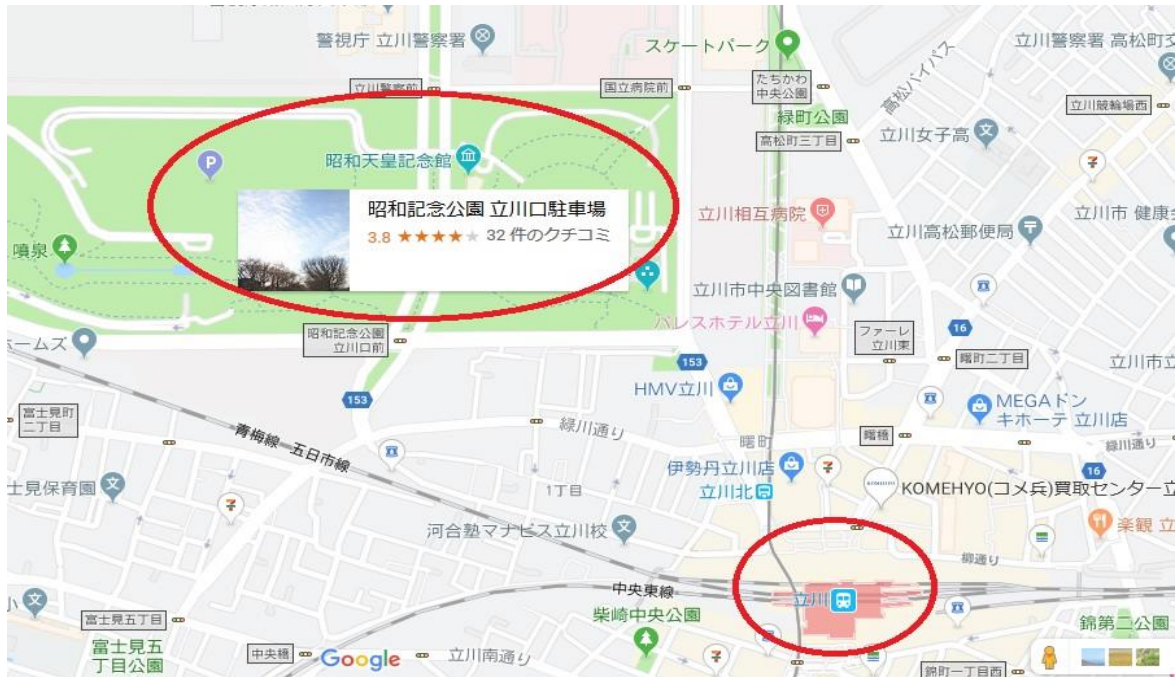 警視庁 立川警察署
スケートパーク
立川警察署 高松町交
立川警察前
国立病院前
たちかわ
中央公園
高松バイパス
立川競輪場西
緑町公園
高松町三丁目
立川女子高
昭和天皇記念館
P
昭和記念公園 立川口駐車場
3.8 ★★★★★ 32 件のクチコミ
立川相互病院
立川市 健康会
立川高松郵便局
噴泉
立川市中央図書館
パレスホテル立川
ファーレ
立川東
16
昭和記念公園
立川口前
ホームズ
153
曙町二丁目
立川市立
HMV立川
153
MEGAドン
キホーテ 立川店
富士見町
二丁目
青梅線
五日市線
緑川通り
曙町
曙橋
緑川通り
伊勢丹立川店
立川北
16
士見保育園
1丁目
KOMEHYO(コメ兵)買取センター立
河合塾マナビス立川校
楽観 立
柳通り
中央東線
立川
小
富士見五丁目
柴崎中央公園
錦第二公園
富士見五
丁目公園
中央橋
Google
立川南通り
錦町一丁目西